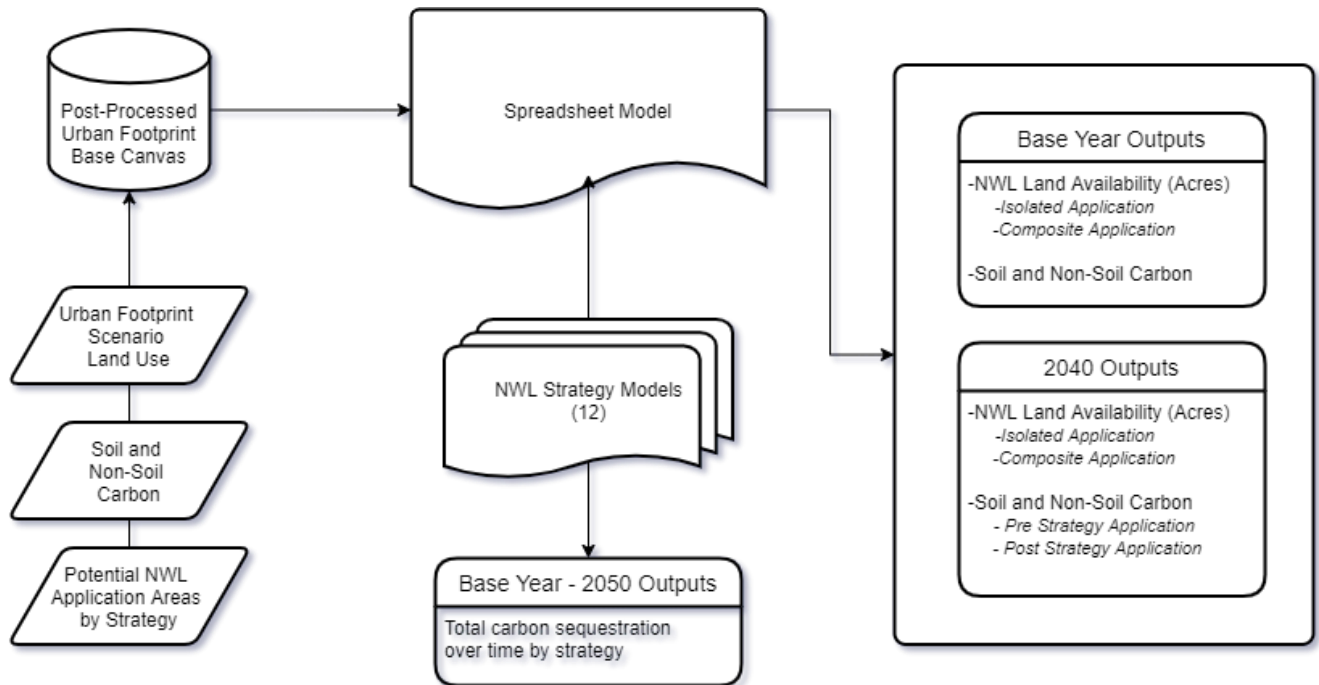 Post-Processed
Urban Footprint
Base Canvas
Spreadsheet Model
Base Year Outputs
-NWL Land Availability (Acres)
-Isolated Application
-Composite Application
-Soil and Non-Soil Carbon
2040 Outputs
-NWL Land Availability (Acres)
-Isolated Application
-Composite Application
-Soil and Non-Soil Carbon
- Pre Strategy Application
- Post Strategy Application
Urban Footprint
Scenario
Land Use
Soil and
Non-Soil
Carbon
Potential NWL
Application Areas
by Strategy
NWL Strategy Models
(12)
Base Year - 2050 Outputs
Total carbon sequestration
over time by strategy